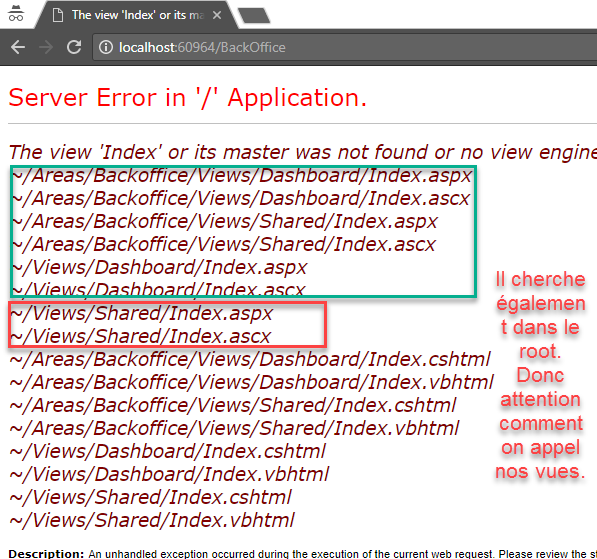 The view 'Index' or its ma
localhost:60964/BackOffice
Server Error in '/' Application.
The view 'Index' or its master was not found or no view engine
~/Areas/Backoffice/Views/Dashboard/Index.aspx
~/Areas/Backoffice/Views/Dashboard/Index.ascx
~/Areas/Backoffice/Views/Shared/Index.aspx
~/Areas/Backoffice/Views/Shared/Index.ascx
~/Views/Dashboard/Index.aspx
~/Views/Dashboard/Index.ascx
~/Views/Shared/Index.aspx
~/Views/Shared/Index.ascx
~/Areas/Backoffice/Views/Dashboard/Index.cshtml
~/Areas/Backoffice/Views/Dashboard/Index.vbhtml
~/Areas/Backoffice/Views/Shared/Index.cshtml
~/Areas/Backoffice/Views/Shared/Index.vbhtml
~/Views/Dashboard/Index.cshtml
~/Views/Dashboard/Index.vbhtml
~/Views/Shared/Index.cshtml
~/Views/Shared/Index.vbhtml
Il cherche
égalemen
t dans le
root.
Donc
attention
comment
on appel
nos vues.
Description: An unhandled exception occurred during the execution of the current web request. Please review the st